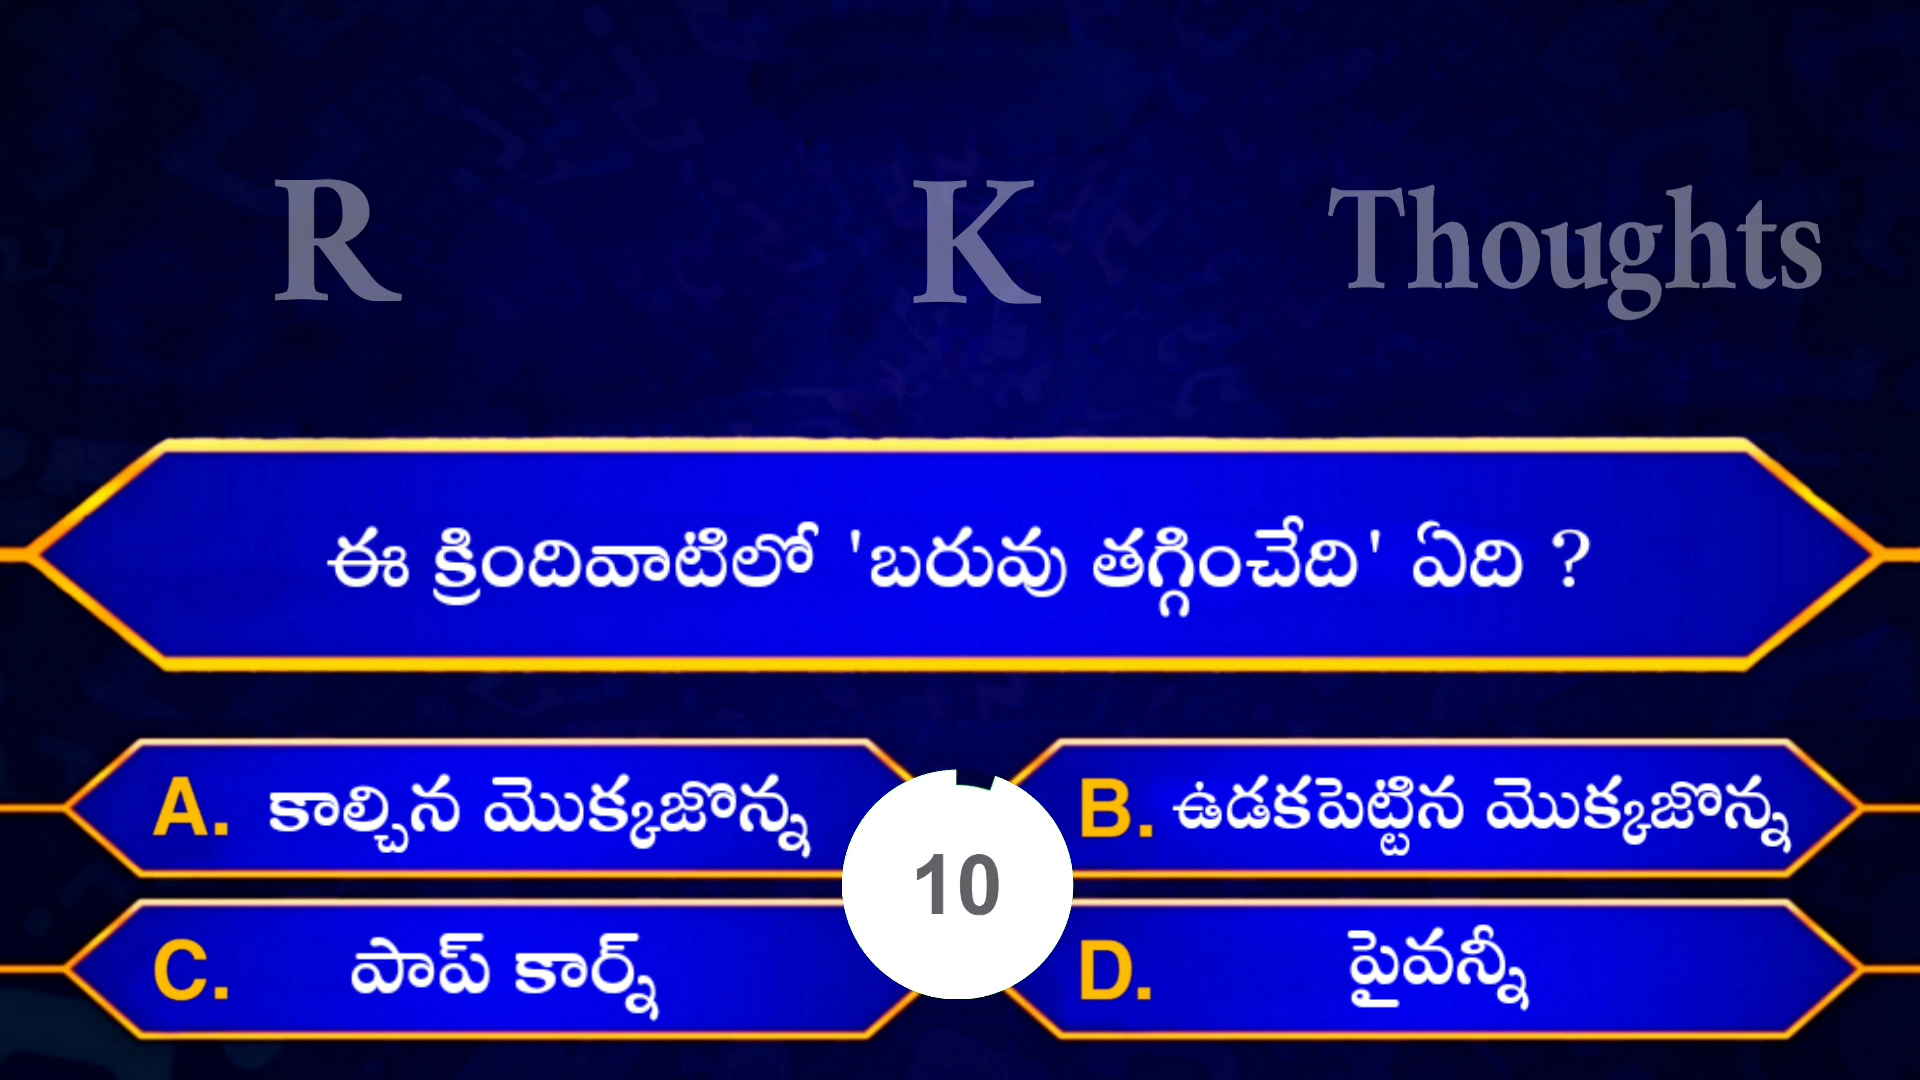 R K Thoughts
ఈ క్రిందివాటిలో 'బరువు తగ్గించేది' ఏది ?
A. కాల్చిన మొక్కజొన్న
B. ఉడకపెట్టిన మొక్కజొన్న
10
C. పాప్ కార్న్
D. పైవన్నీ